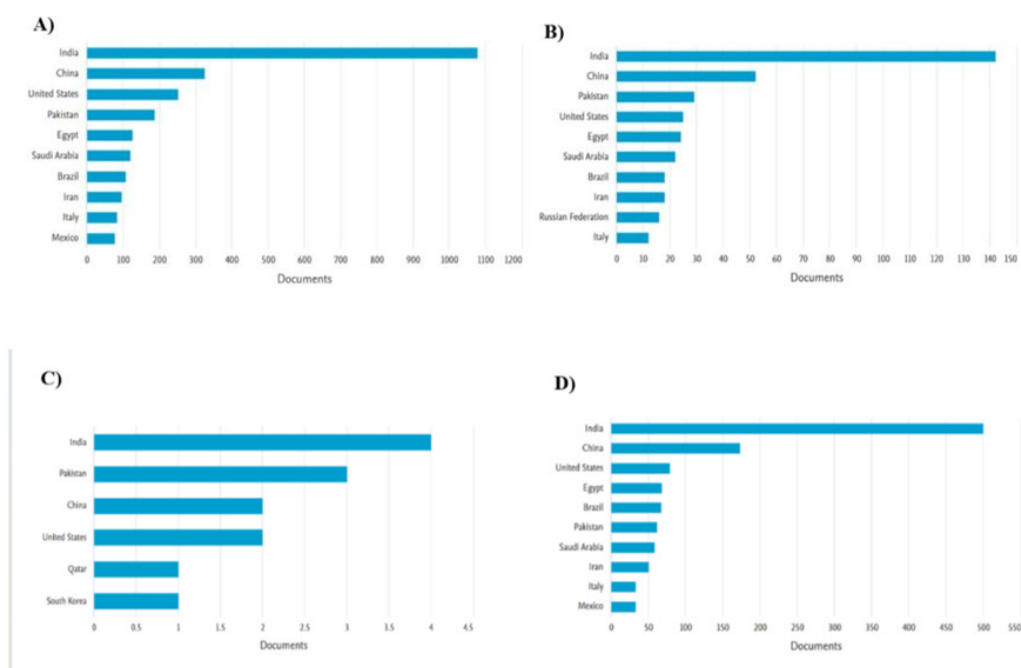 A)
India
China
United States
Pakistan
Egypt
Saudi Arabia
Brazil
Iran
Italy
Mexico
0 100 200 300 400 500 600 700 800 900 1000 1100 1200
Documents
B)
India
China
Pakistan
United States
Egypt
Saudi Arabia
Brazil
Iran
Russian Federation
Italy
0 10 20 30 40 50 60 70 80 90 100 110 120 130 140 150
Documents
C)
India
Pakistan
China
United States
Qatar
South Korea
0 0.5 1 1.5 2 2.5 3 3.5 4 4.5
Documents
D)
India
China
United States
Egypt
Brazil
Pakistan
Saudi Arabia
Iran
Italy
Mexico
0 50 100 150 200 250 300 350 400 450 500 550
Documents